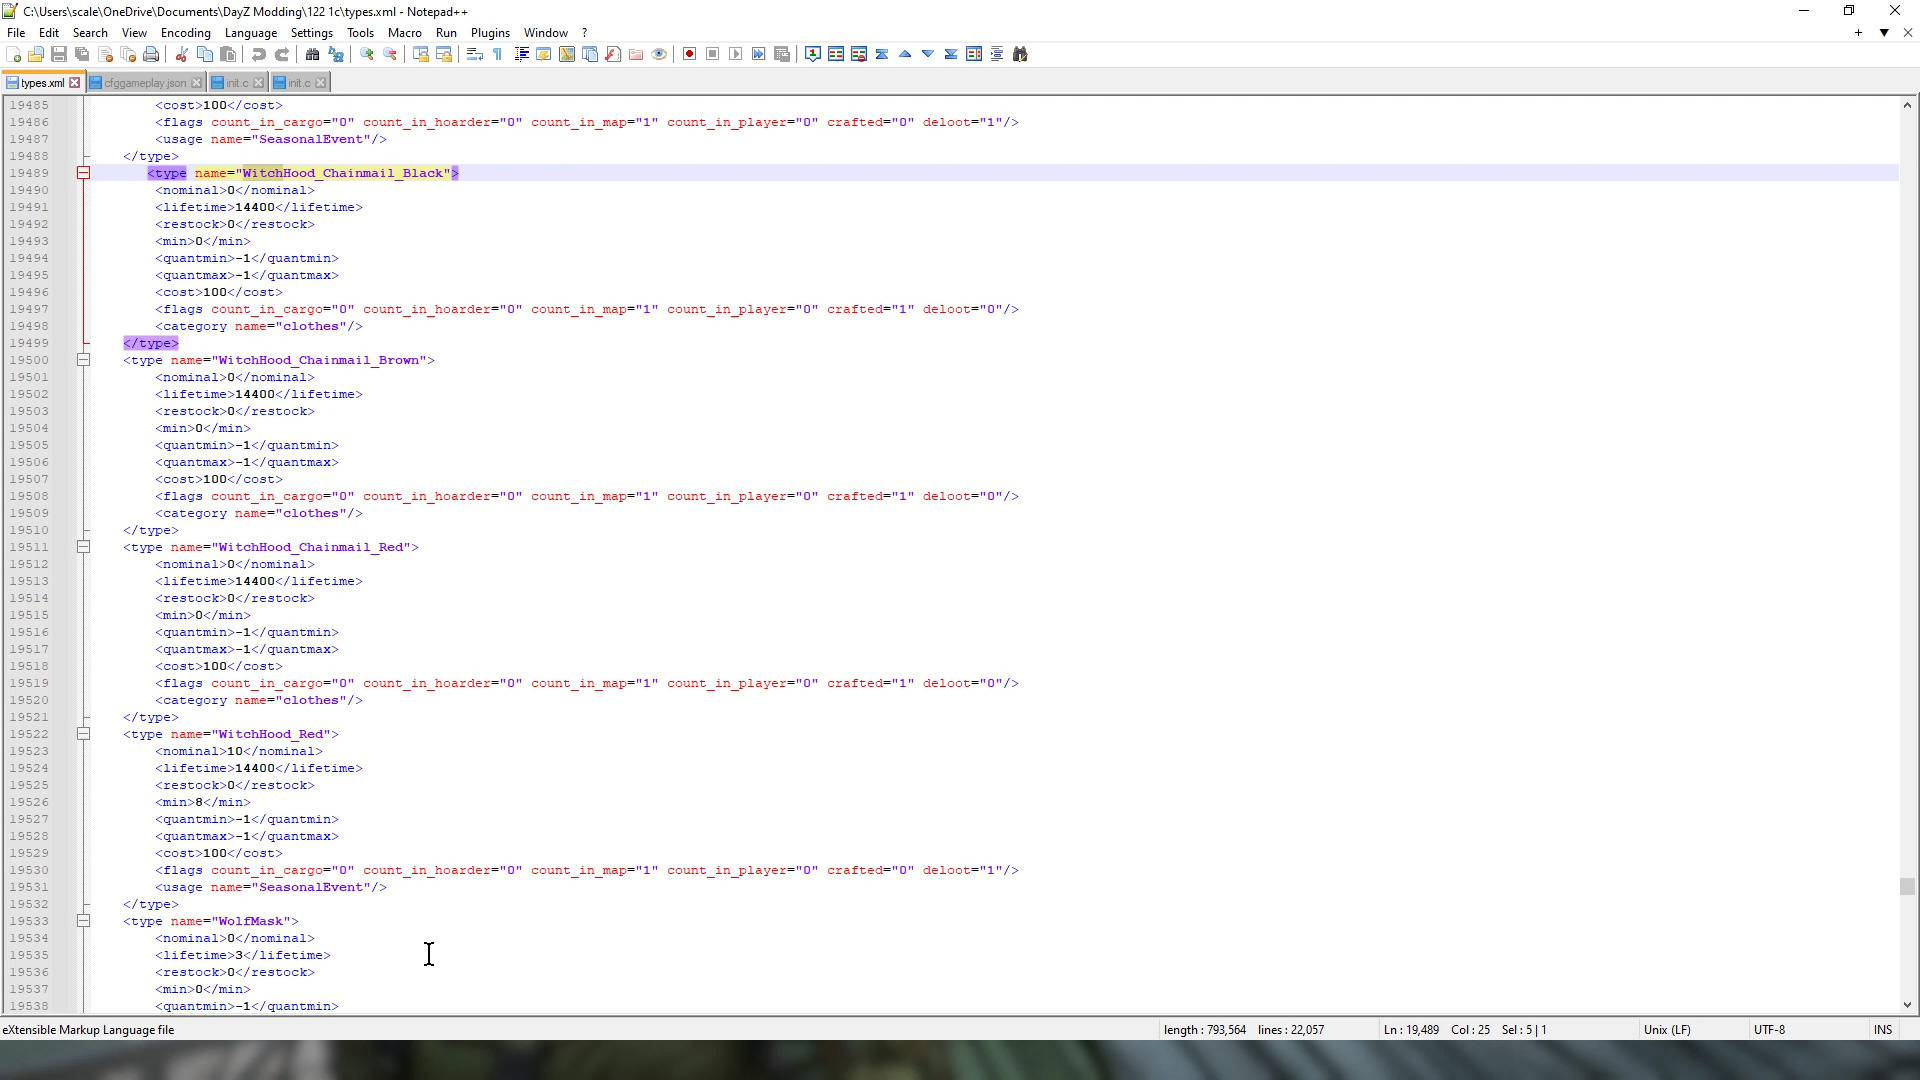 C:\Users\scale\OneDrive\Documents\DayZ Modding\122 1c\types.xml - Notepad++
File Edit Search View Encoding Language Settings Tools Macro Run Plugins Window ?
types.xml cfggameplay.json init.c init.c
19485 <cost>100</cost>
19486 <flags count_in_cargo="0" count_in_hoarder="0" count_in_map="1" count_in_player="0" crafted="0" deloot="1"/>
19487 <usage name="SeasonalEvent"/>
19488 </type>
19489 <type name="WitchHood_Chainmail_Black">
19490 <nominal>0</nominal>
19491 <lifetime>14400</lifetime>
19492 <restock>0</restock>
19493 <min>0</min>
19494 <quantmin>-1</quantmin>
19495 <quantmax>-1</quantmax>
19496 <cost>100</cost>
19497 <flags count_in_cargo="0" count_in_hoarder="0" count_in_map="1" count_in_player="0" crafted="1" deloot="0"/>
19498 <category name="clothes"/>
19499 </type>
19500 <type name="WitchHood_Chainmail_Brown">
19501 <nominal>0</nominal>
19502 <lifetime>14400</lifetime>
19503 <restock>0</restock>
19504 <min>0</min>
19505 <quantmin>-1</quantmin>
19506 <quantmax>-1</quantmax>
19507 <cost>100</cost>
19508 <flags count_in_cargo="0" count_in_hoarder="0" count_in_map="1" count_in_player="0" crafted="1" deloot="0"/>
19509 <category name="clothes"/>
19510 </type>
19511 <type name="WitchHood_Chainmail_Red">
19512 <nominal>0</nominal>
19513 <lifetime>14400</lifetime>
19514 <restock>0</restock>
19515 <min>0</min>
19516 <quantmin>-1</quantmin>
19517 <quantmax>-1</quantmax>
19518 <cost>100</cost>
19519 <flags count_in_cargo="0" count_in_hoarder="0" count_in_map="1" count_in_player="0" crafted="1" deloot="0"/>
19520 <category name="clothes"/>
19521 </type>
19522 <type name="WitchHood_Red">
19523 <nominal>10</nominal>
19524 <lifetime>14400</lifetime>
19525 <restock>0</restock>
19526 <min>8</min>
19527 <quantmin>-1</quantmin>
19528 <quantmax>-1</quantmax>
19529 <cost>100</cost>
19530 <flags count_in_cargo="0" count_in_hoarder="0" count_in_map="1" count_in_player="0" crafted="0" deloot="1"/>
19531 <usage name="SeasonalEvent"/>
19532 </type>
19533 <type name="WolfMask">
19534 <nominal>0</nominal>
19535 <lifetime>3</lifetime>
19536 <restock>0</restock>
19537 <min>0</min>
19538 <quantmin>-1</quantmin>
eXtensible Markup Language file length : 793,564 lines : 22,057 Ln : 19,489 Col : 25 Sel : 5 | 1 Unix (LF) UTF-8 INS